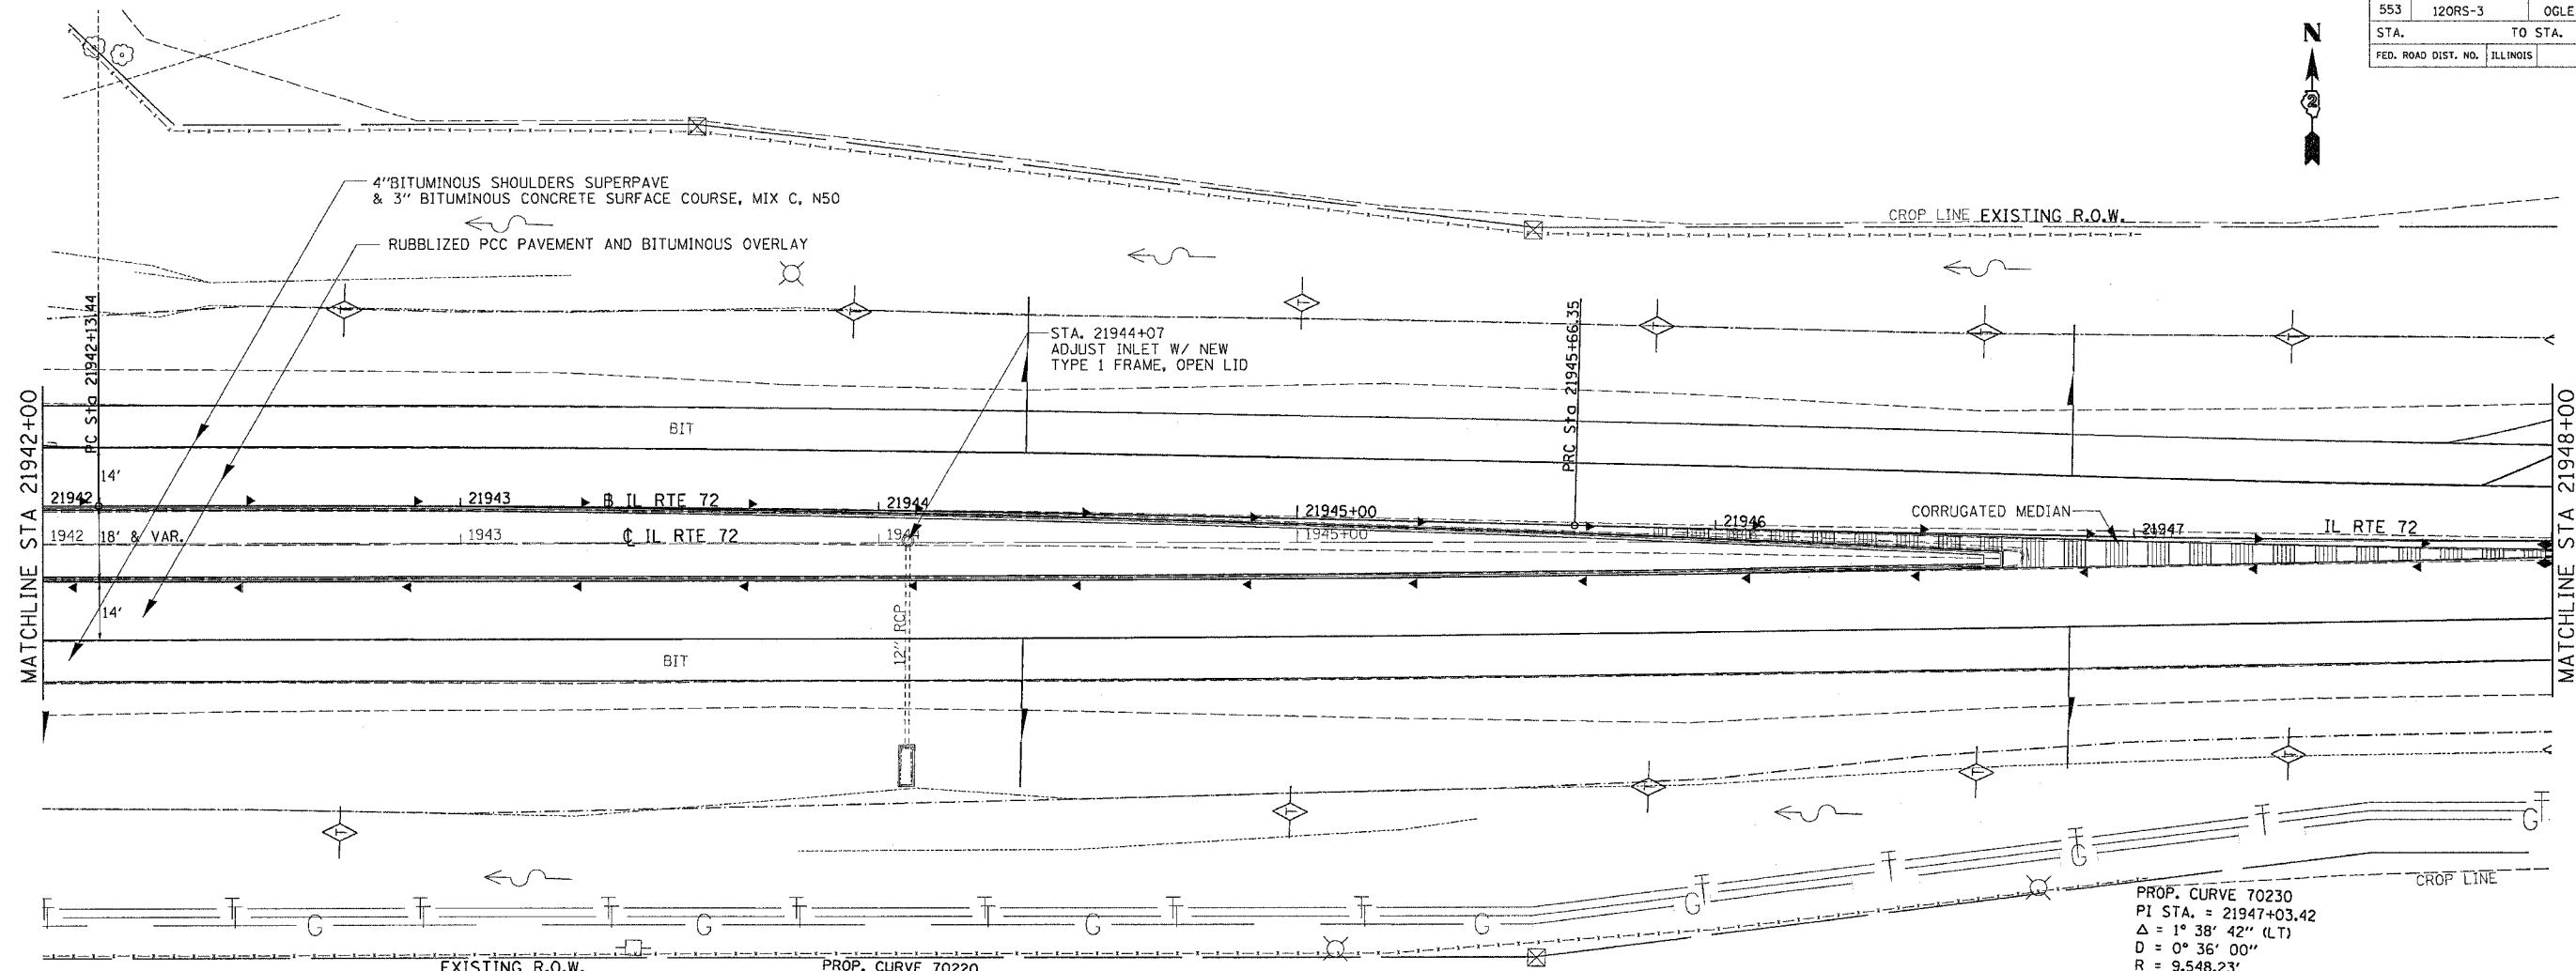 553 120RS-3 OGLE
STA. TO STA.
FED. ROAD DIST. NO. ILLINOIS
N
2
4"BITUMINOUS SHOULDERS SUPERPAVE
& 3" BITUMINOUS CONCRETE SURFACE COURSE, MIX C, N50
RUBBLIZED PCC PAVEMENT AND BITUMINOUS OVERLAY
CROP LINE EXISTING R.O.W.
PC Sta 21942+13.44
STA. 21944+07
ADJUST INLET W/ NEW
TYPE 1 FRAME, OPEN LID
PRC Sta 21945+66.35
MATCHLINE STA 21942+00
MATCHLINE STA 21948+00
BIT
14'
21942 21943 B IL RTE 72 21944 21945+00 21946 CORRUGATED MEDIAN 21947 IL RTE 72
1942 18' & VAR. 1943 ℄ IL RTE 72 1944 1945+00
14'
12" RCP
BIT
T T T T T T
T T T T T
T T T T T T T T T T T T T T
G G G G G G G
CROP LINE
EXISTING R.O.W.
PROP. CURVE 70220
PROP. CURVE 70230
PI STA. = 21947+03.42
Δ = 1° 38' 42" (LT)
D = 0° 36' 00"
R = 9,548.23'